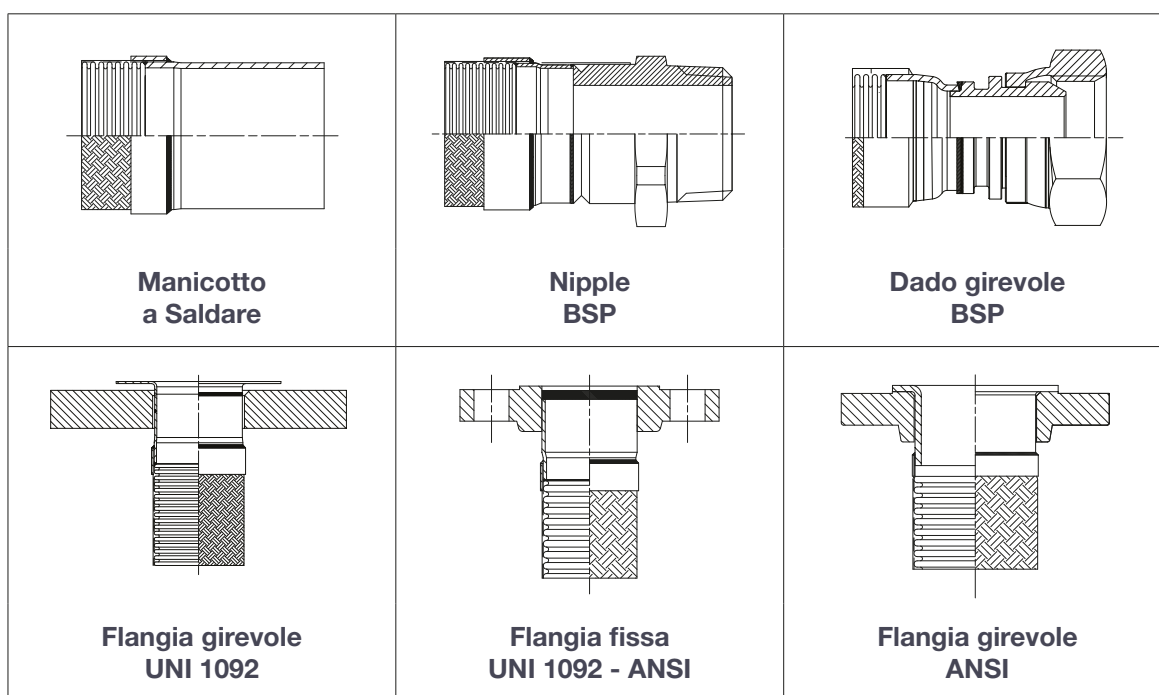 Manicotto
a Saldare
Nipple
BSP
Dado girevole
BSP
Flangia girevole
UNI 1092
Flangia fissa
UNI 1092 - ANSI
Flangia girevole
ANSI